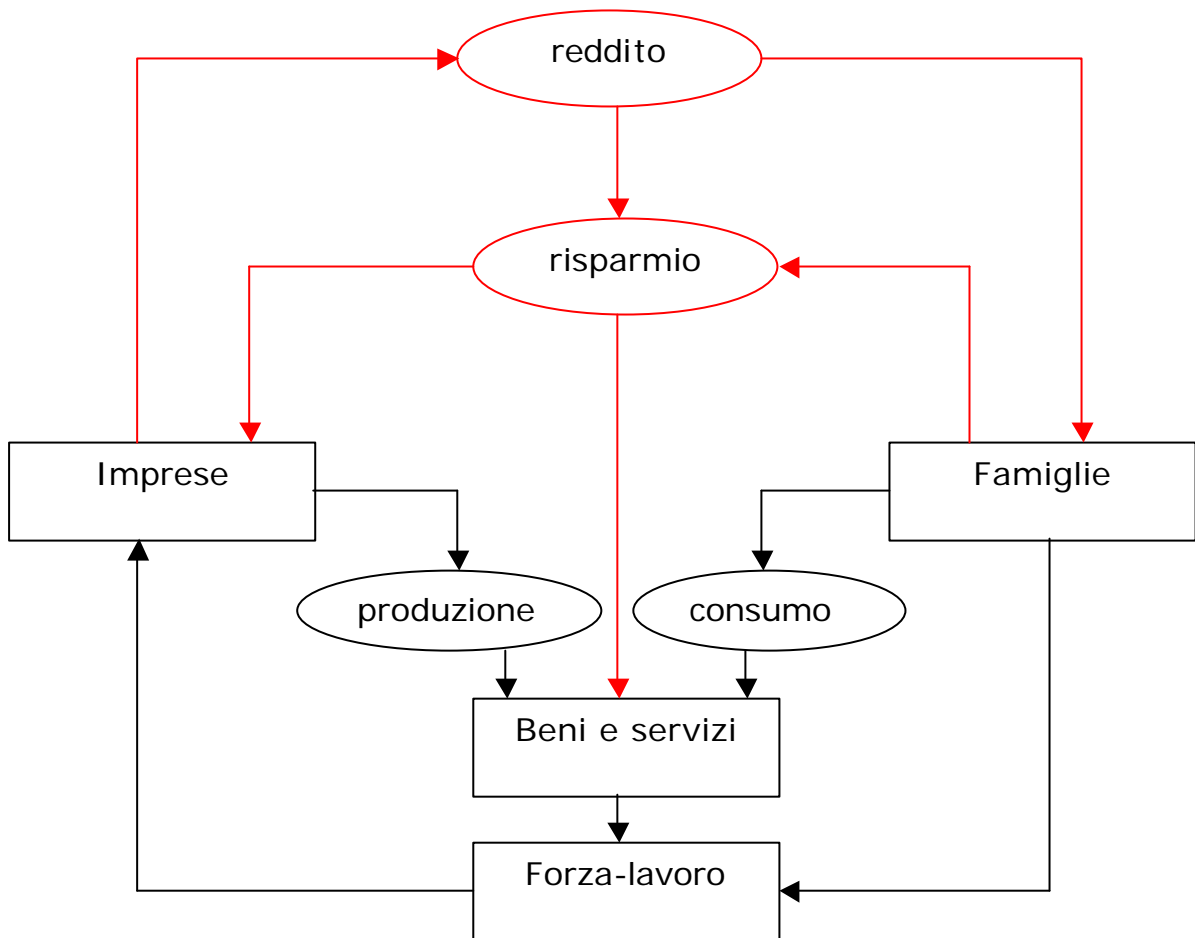 reddito
risparmio
Imprese
Famiglie
produzione
consumo
Beni e servizi
Forza-lavoro